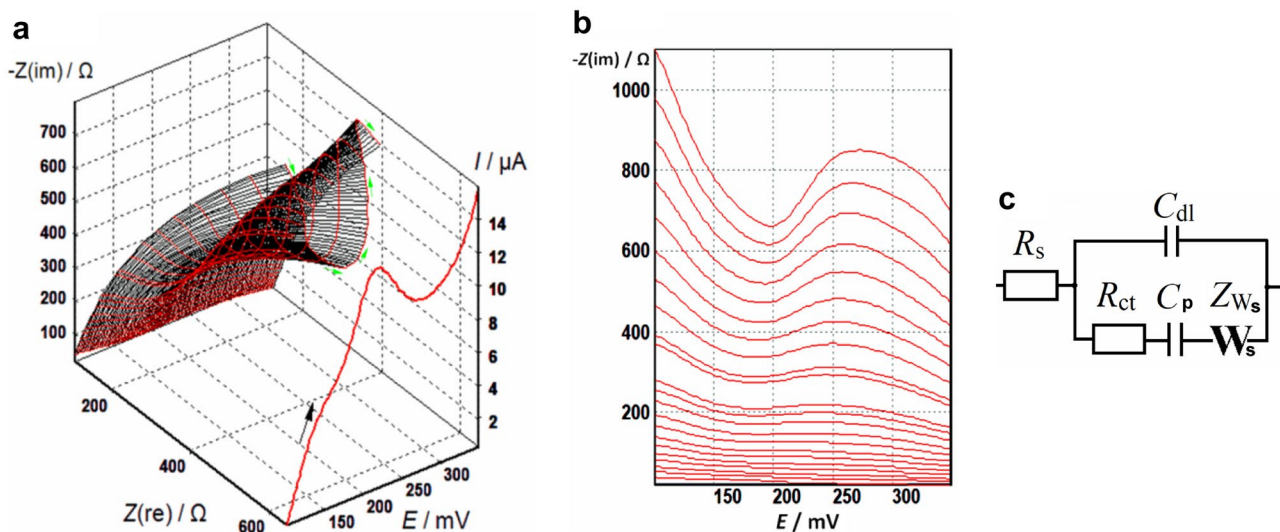 a
-Z(im) / Ω
700
600
500
400
300
200
100
200
400
600
Z(re) / Ω
150
200
250
300
E / mV
I / µA
14
12
10
8
6
4
2
b
-Z(im) / Ω
1000
800
600
400
200
150 200 250 300
E / mV
c
Cdl
Rs
Rct Cp ZWs
Ws